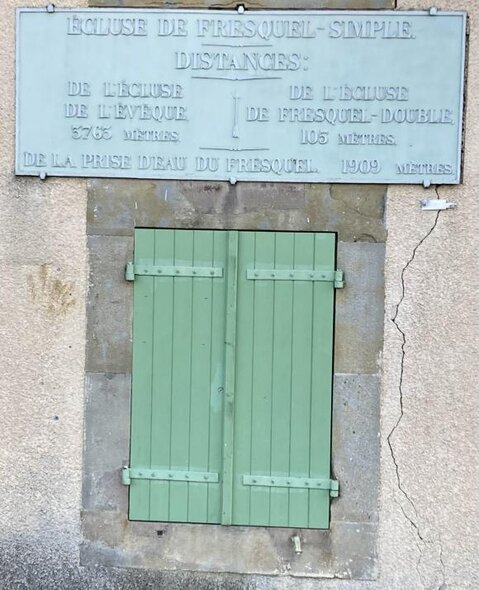 ÉCLUSE DE FRESQUEL-SIMPLE.
DISTANCES:
DE L'ÉCLUSE
DE L'ÉVÊQUE,
3763 MÈTRES.
DE L'ÉCLUSE
DE FRESQUEL-DOUBLE,
105 MÈTRES.
DE LA PRISE D'EAU DU FRESQUEL. 1909 MÈTRES.